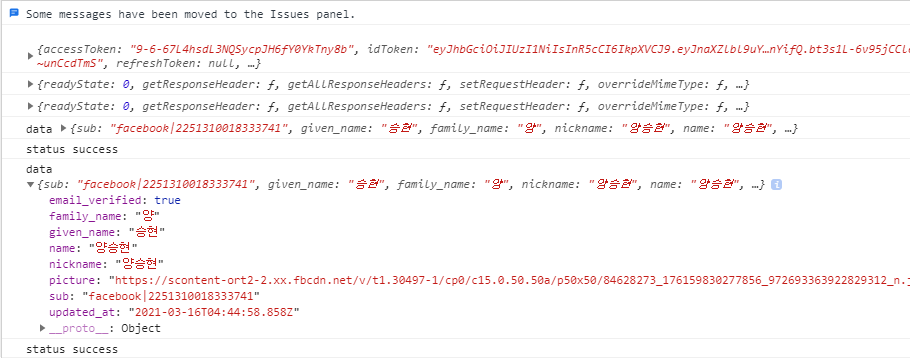 Some messages have been moved to the Issues panel.
▶ {accessToken: "9-6-67L4hsdL3NQSycpJH6fY0YkTny8b", idToken: "eyJhbGciOiJIUzI1NiIsInR5cCI6IkpXVCJ9.eyJnaXZlbl9uY…nYifQ.bt3s1L-6v95jCCl
~unCcdTmS", refreshToken: null, …}
▶ {readyState: 0, getResponseHeader: ƒ, getAllResponseHeaders: ƒ, setRequestHeader: ƒ, overrideMimeType: ƒ, …}
▶ {readyState: 0, getResponseHeader: ƒ, getAllResponseHeaders: ƒ, setRequestHeader: ƒ, overrideMimeType: ƒ, …}
data ▶ {sub: "facebook|2251310018333741", given_name: "승현", family_name: "양", nickname: "양승현", name: "양승현", …}
status success
data
▼ {sub: "facebook|2251310018333741", given_name: "승현", family_name: "양", nickname: "양승현", name: "양승현", …} i
email_verified: true
family_name: "양"
given_name: "승현"
name: "양승현"
nickname: "양승현"
picture: "https://scontent-ort2-2.xx.fbcdn.net/v/t1.30497-1/cp0/c15.0.50.50a/p50x50/84628273_176159830277856_972693363922829312_n.j
sub: "facebook|2251310018333741"
updated_at: "2021-03-16T04:44:58.858Z"
▶ __proto__: Object
status success